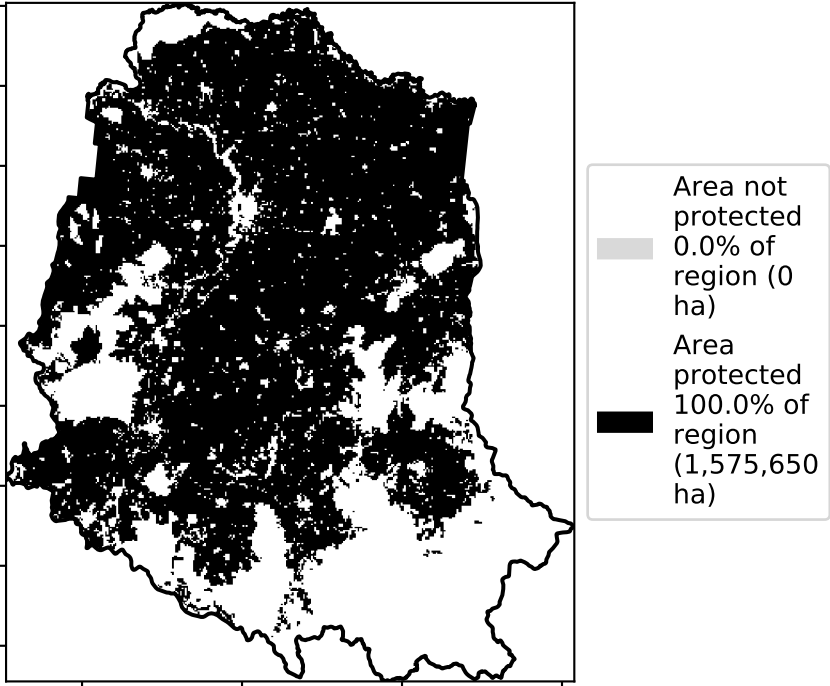 Area not
protected
0.0% of
region (0
ha)
Area
protected
100.0% of
region
(1,575,650
ha)